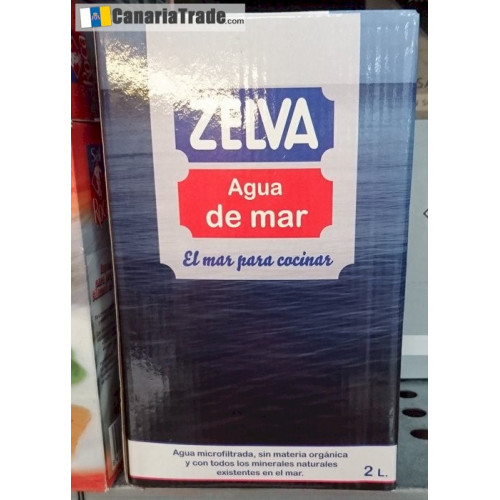 CanariaTrade.com
ZELVA
Agua
de mar
El mar para cocinar
Agua microfiltrada, sin materia orgánica
y con todos los minerales naturales
existentes en el mar.
2 L.